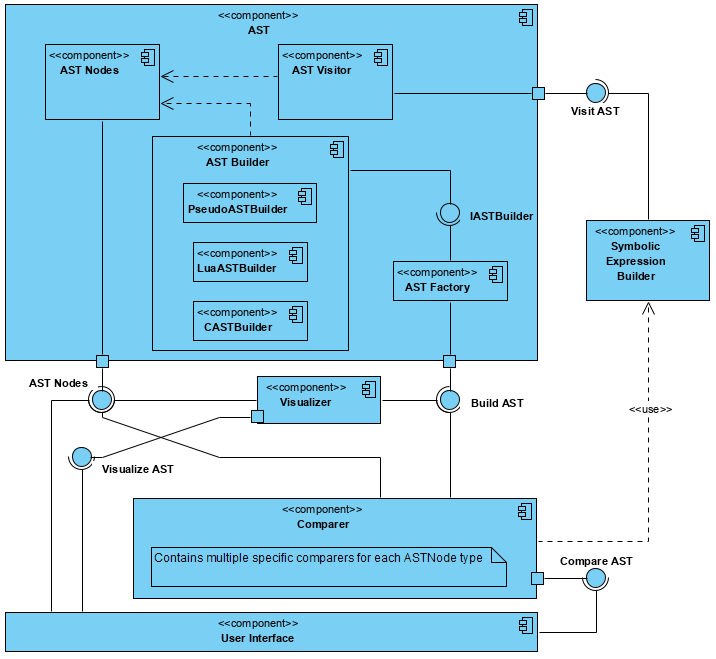 <<component>>
AST
<<component>>
AST Nodes
<<component>>
AST Visitor
Visit AST
<<component>>
AST Builder
<<component>>
PseudoASTBuilder
IASTBuilder
<<component>>
LuaASTBuilder
<<component>>
AST Factory
<<component>>
CASTBuilder
<<component>>
Symbolic
Expression
Builder
AST Nodes
<<component>>
Visualizer
Build AST
<<use>>
Visualize AST
<<component>>
Comparer
Contains multiple specific comparers for each ASTNode type
Compare AST
<<component>>
User Interface